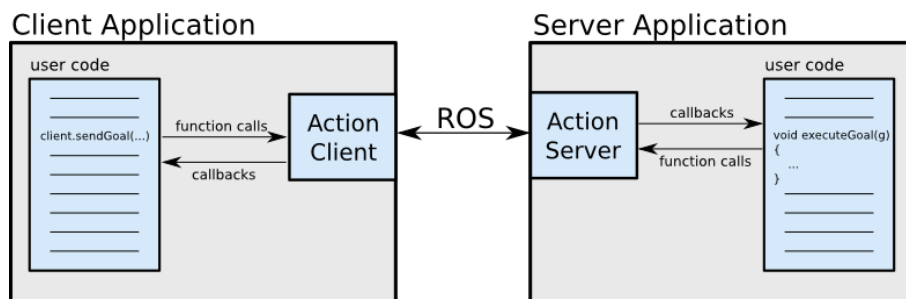 Client Application
user code
client.sendGoal(...)
function calls
callbacks
Action
Client
ROS
Server Application
Action
Server
callbacks
function calls
user code
void executeGoal(g)
{
...
}